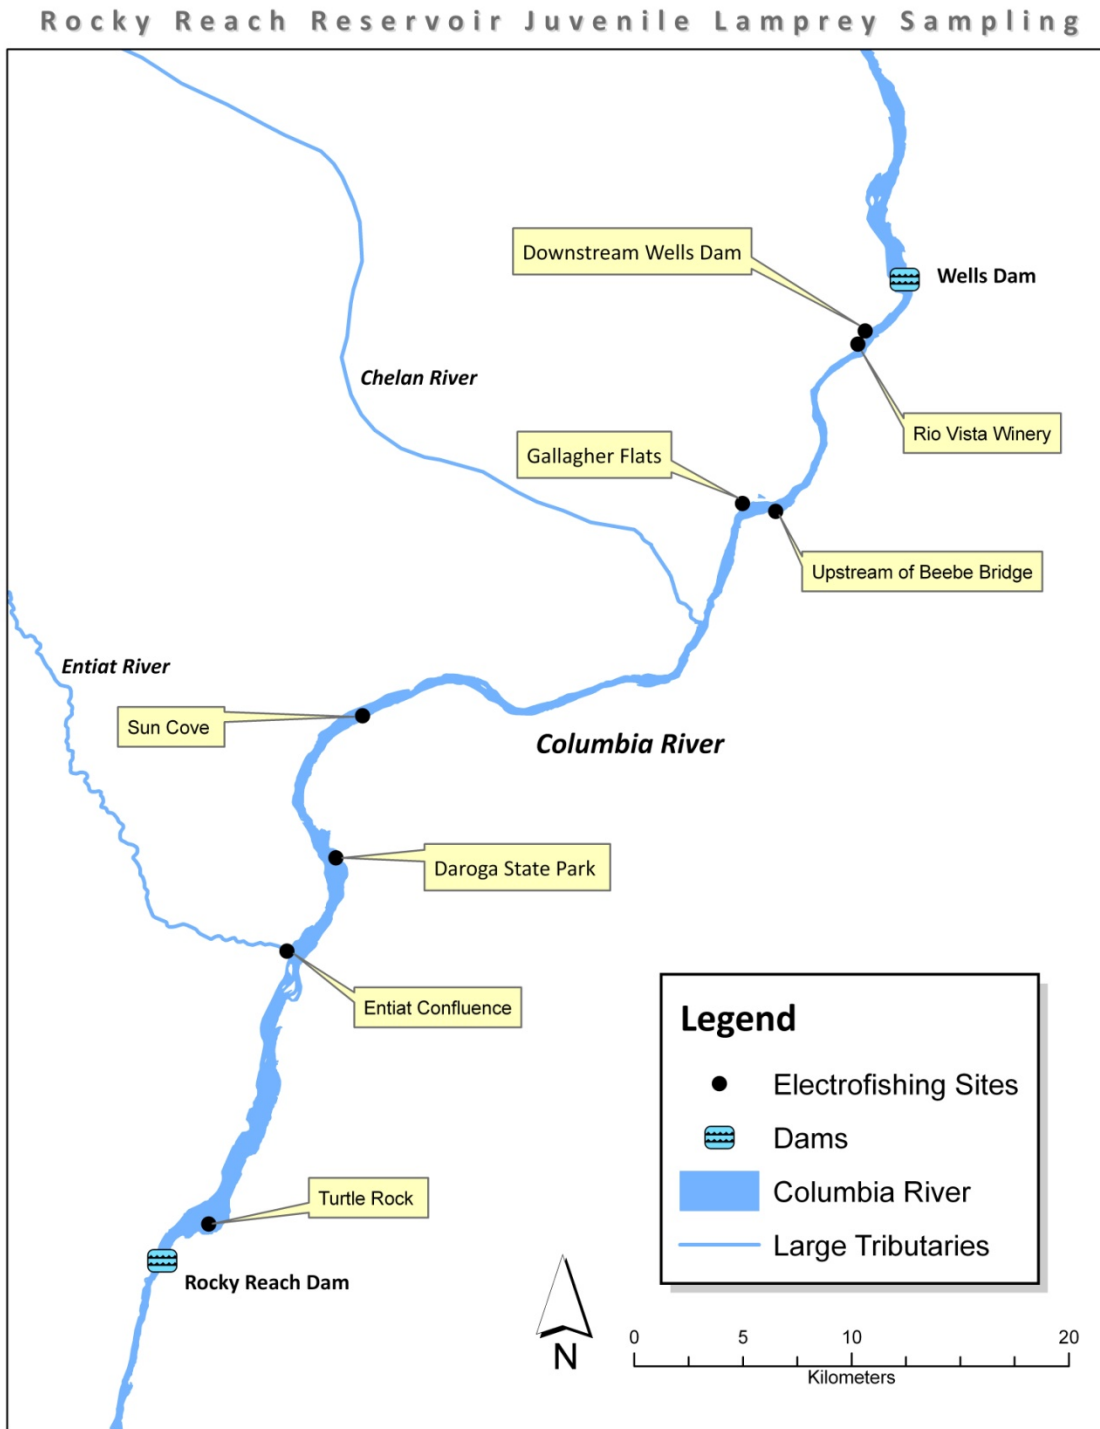 Rocky Reach Reservoir Juvenile Lamprey Sampling
Downstream Wells Dam
Wells Dam
Chelan River
Rio Vista Winery
Gallagher Flats
Upstream of Beebe Bridge
Entiat River
Sun Cove
Columbia River
Daroga State Park
Entiat Confluence
Turtle Rock
Rocky Reach Dam
Legend
Electrofishing Sites
Dams
Columbia River
Large Tributaries
N
0 5 10 20
Kilometers